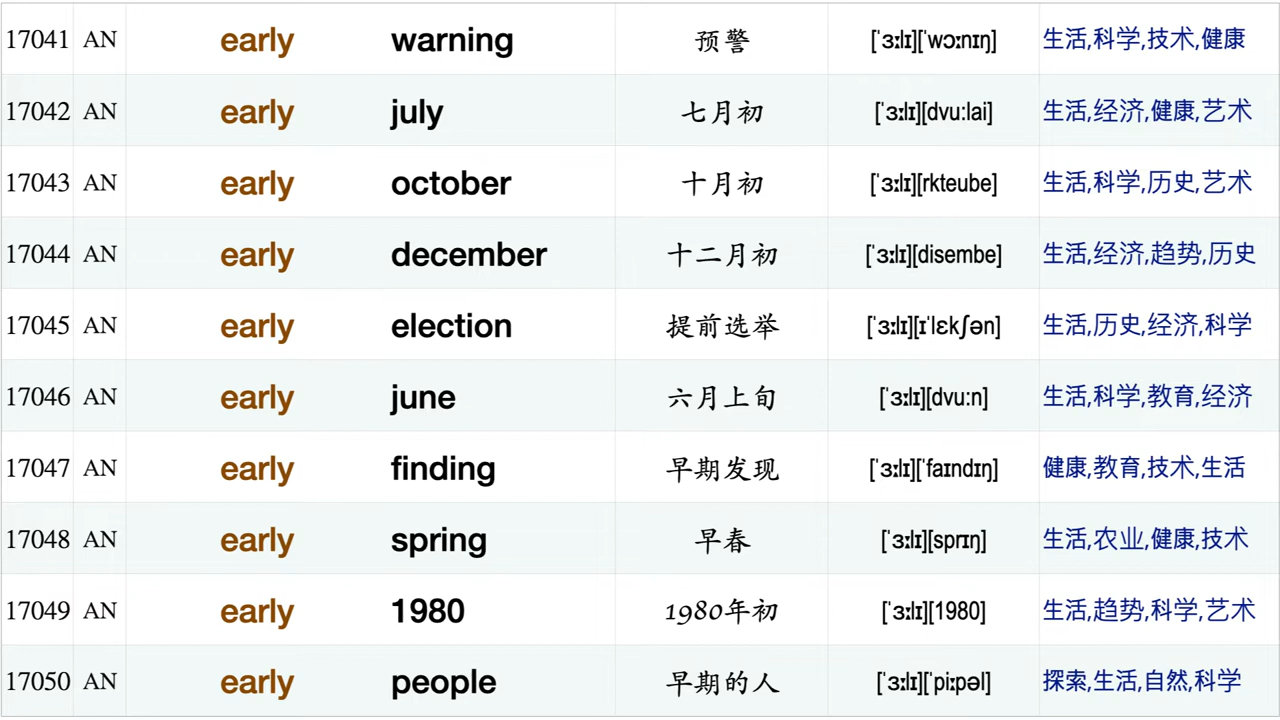 17041 AN early warning 预警 [ˈɜːlɪ][ˈwɔːnɪŋ] 生活,科学,技术,健康
17042 AN early july 七月初 [ˈɜːlɪ][dvu:lai] 生活,经济,健康,艺术
17043 AN early october 十月初 [ˈɜːlɪ][rkteube] 生活,科学,历史,艺术
17044 AN early december 十二月初 [ˈɜːlɪ][disembe] 生活,经济,趋势,历史
17045 AN early election 提前选举 [ˈɜːlɪ][ɪˈlɛkʃən] 生活,历史,经济,科学
17046 AN early june 六月上旬 [ˈɜːlɪ][dvu:n] 生活,科学,教育,经济
17047 AN early finding 早期发现 [ˈɜːlɪ][ˈfaɪndɪŋ] 健康,教育,技术,生活
17048 AN early spring 早春 [ˈɜːlɪ][sprɪŋ] 生活,农业,健康,技术
17049 AN early 1980 1980年初 [ˈɜːlɪ][1980] 生活,趋势,科学,艺术
17050 AN early people 早期的人 [ˈɜːlɪ][ˈpiːpəl] 探索,生活,自然,科学